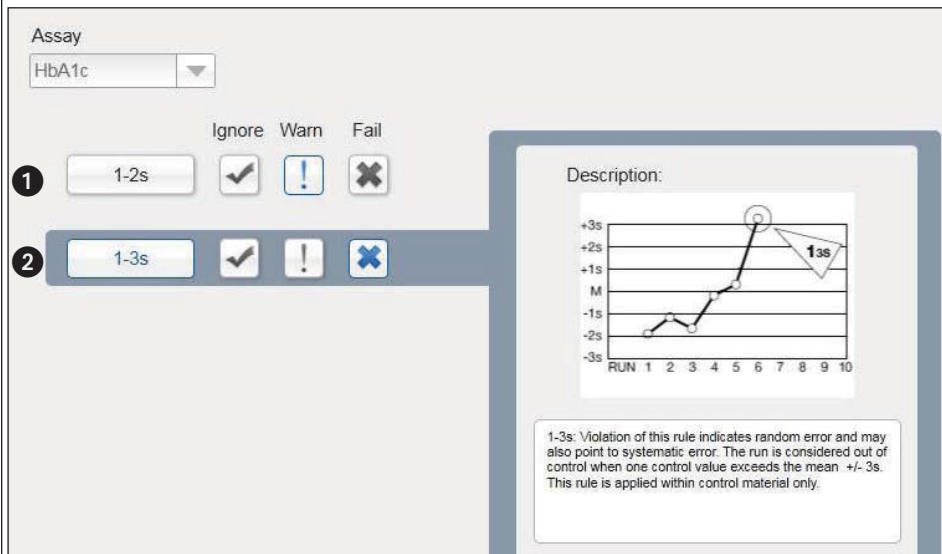 Assay
HbA1c
Ignore Warn Fail
1 1-2s !
2 1-3s !
Description:
+3s
+2s
+1s
M
-1s
-2s
-3s
13s
RUN 1 2 3 4 5 6 7 8 9 10
1-3s: Violation of this rule indicates random error and may
also point to systematic error. The run is considered out of
control when one control value exceeds the mean +/- 3s.
This rule is applied within control material only.